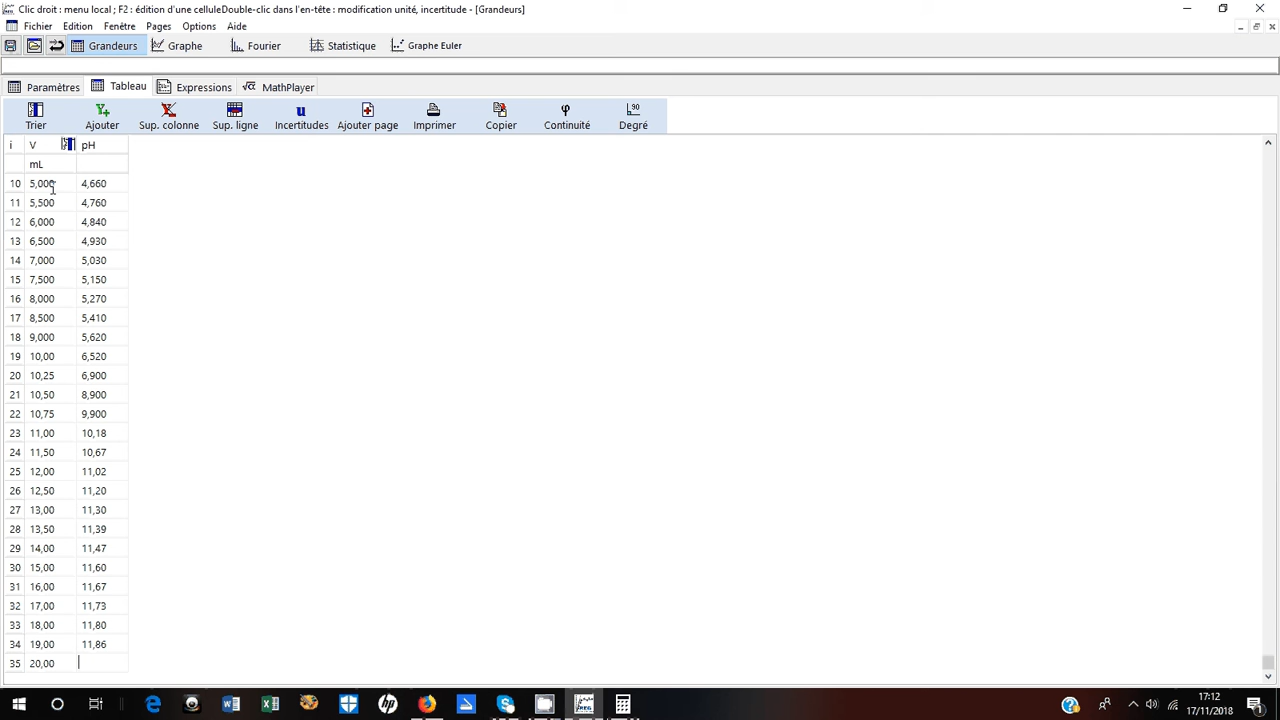 Clic droit : menu local ; F2 : édition d'une celluleDouble-clic dans l'en-tête : modification unité, incertitude - [Grandeurs]
Fichier Edition Fenêtre Pages Options Aide
Grandeurs Graphe Fourier Statistique Graphe Euler
Paramètres Tableau Expressions MathPlayer
Trier Ajouter Sup. colonne Sup. ligne Incertitudes Ajouter page Imprimer Copier Continuité Degré
i V pH
mL
10 5,000 4,660
11 5,500 4,760
12 6,000 4,840
13 6,500 4,930
14 7,000 5,030
15 7,500 5,150
16 8,000 5,270
17 8,500 5,410
18 9,000 5,620
19 10,00 6,520
20 10,25 6,900
21 10,50 8,900
22 10,75 9,900
23 11,00 10,18
24 11,50 10,67
25 12,00 11,02
26 12,50 11,20
27 13,00 11,30
28 13,50 11,39
29 14,00 11,47
30 15,00 11,60
31 16,00 11,67
32 17,00 11,73
33 18,00 11,80
34 19,00 11,86
35 20,00
17:12
17/11/2018